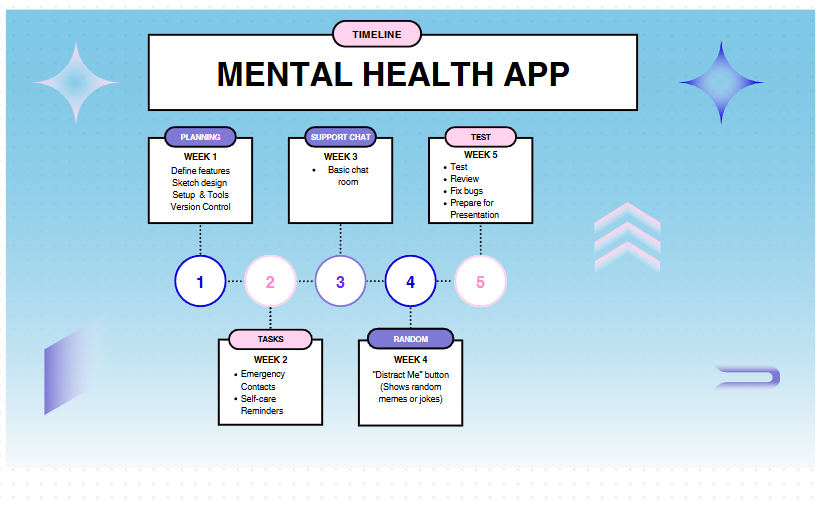 TIMELINE
MENTAL HEALTH APP
PLANNING
WEEK 1
Define features
Sketch design
Setup & Tools
Version Control
SUPPORT CHAT
WEEK 3
• Basic chat
room
TEST
WEEK 5
• Test
• Review
• Fix bugs
• Prepare for
Presentation
1
2
3
4
5
TASKS
WEEK 2
• Emergency
Contacts
• Self-care
Reminders
RANDOM
WEEK 4
"Distract Me" button
(Shows random
memes or jokes)